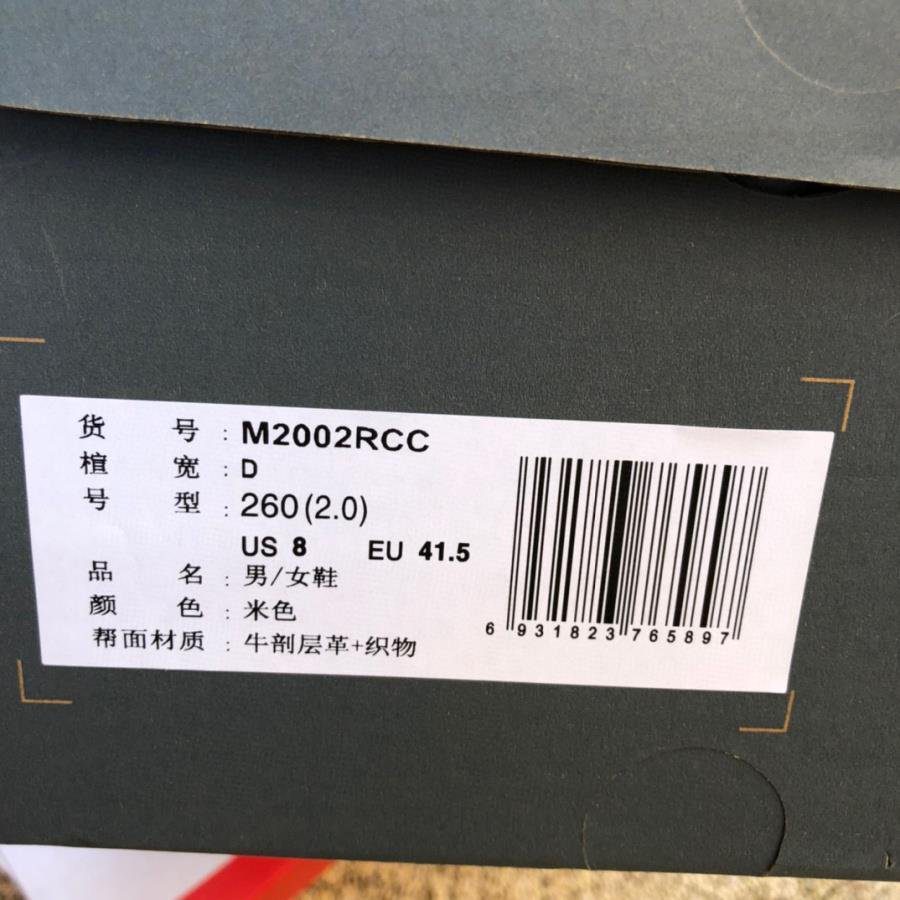 货 号 : M2002RCC
楦 宽 : D
号 型 : 260(2.0)
US 8 EU 41.5
品 名 : 男/女鞋
颜 色 : 米色
帮面材质 : 牛剖层革+织物
6 931823 765897